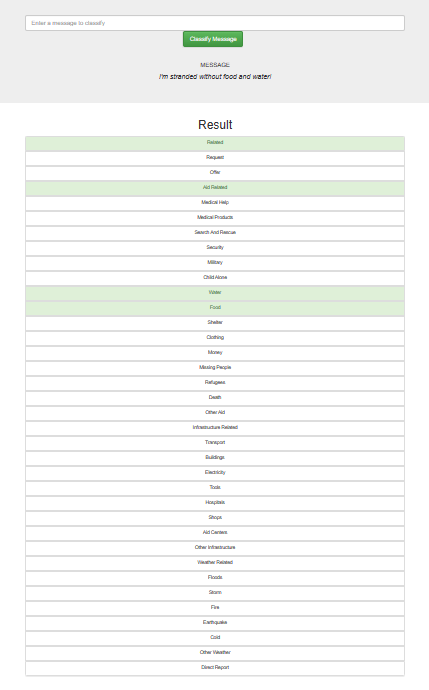 Enter a message to classify
Classify Message
MESSAGE
I'm stranded without food and water!
Result
Related
Request
Offer
Aid Related
Medical Help
Medical Products
Search And Rescue
Security
Military
Child Alone
Water
Food
Shelter
Clothing
Money
Missing People
Refugees
Death
Other Aid
Infrastructure Related
Transport
Buildings
Electricity
Tools
Hospitals
Shops
Aid Centers
Other Infrastructure
Weather Related
Floods
Storm
Fire
Earthquake
Cold
Other Weather
Direct Report